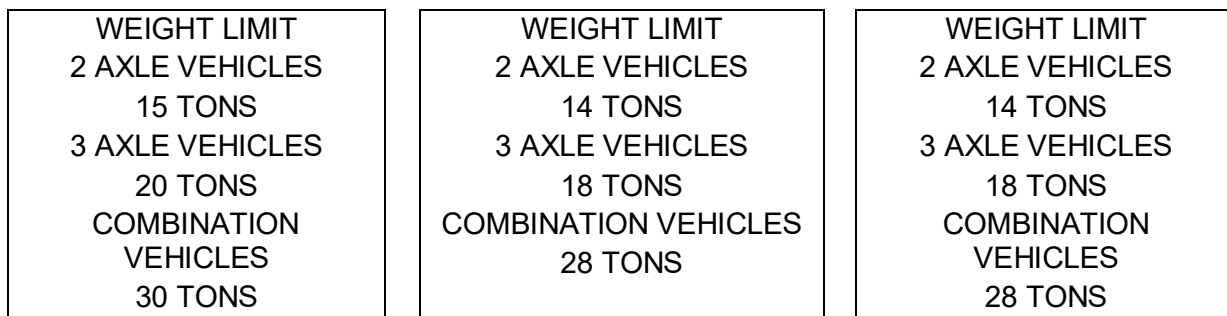 WEIGHT LIMIT
2 AXLE VEHICLES
15 TONS
3 AXLE VEHICLES
20 TONS
COMBINATION
VEHICLES
30 TONS
WEIGHT LIMIT
2 AXLE VEHICLES
14 TONS
3 AXLE VEHICLES
18 TONS
COMBINATION VEHICLES
28 TONS
WEIGHT LIMIT
2 AXLE VEHICLES
14 TONS
3 AXLE VEHICLES
18 TONS
COMBINATION
VEHICLES
28 TONS